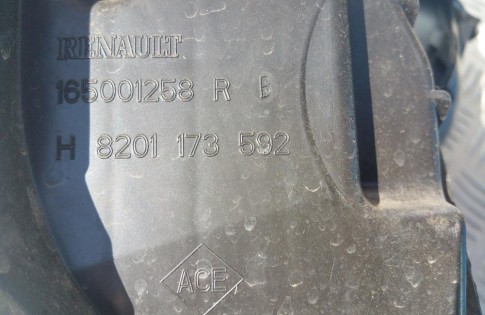 RENAULT
165001258 R B
H 8201 173 592
ACE